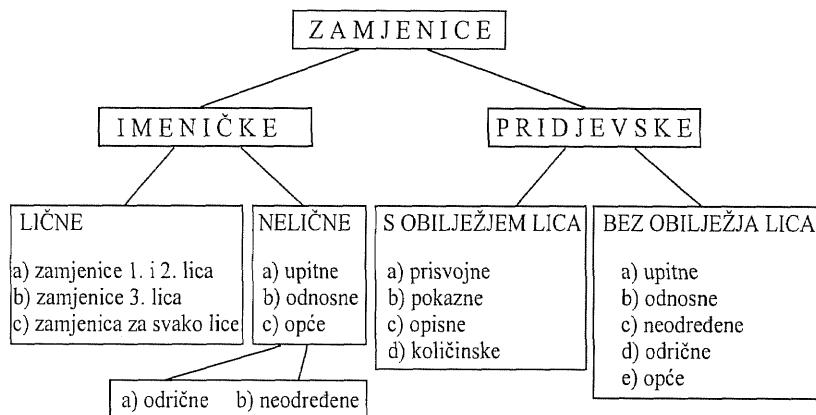 ZAMJENICE
IMENIČKE
PRIDJEVSKE
LIČNE
a) zamjenice 1. i 2. lica
b) zamjenice 3. lica
c) zamjenica za svako lice
NELIČNE
a) upitne
b) odnosne
c) opće
a) odrične b) neodređene
S OBILJEŽJEM LICA
a) prisvojne
b) pokazne
c) opisne
d) količinske
BEZ OBILJEŽJA LICA
a) upitne
b) odnosne
c) neodređene
d) odrične
e) opće